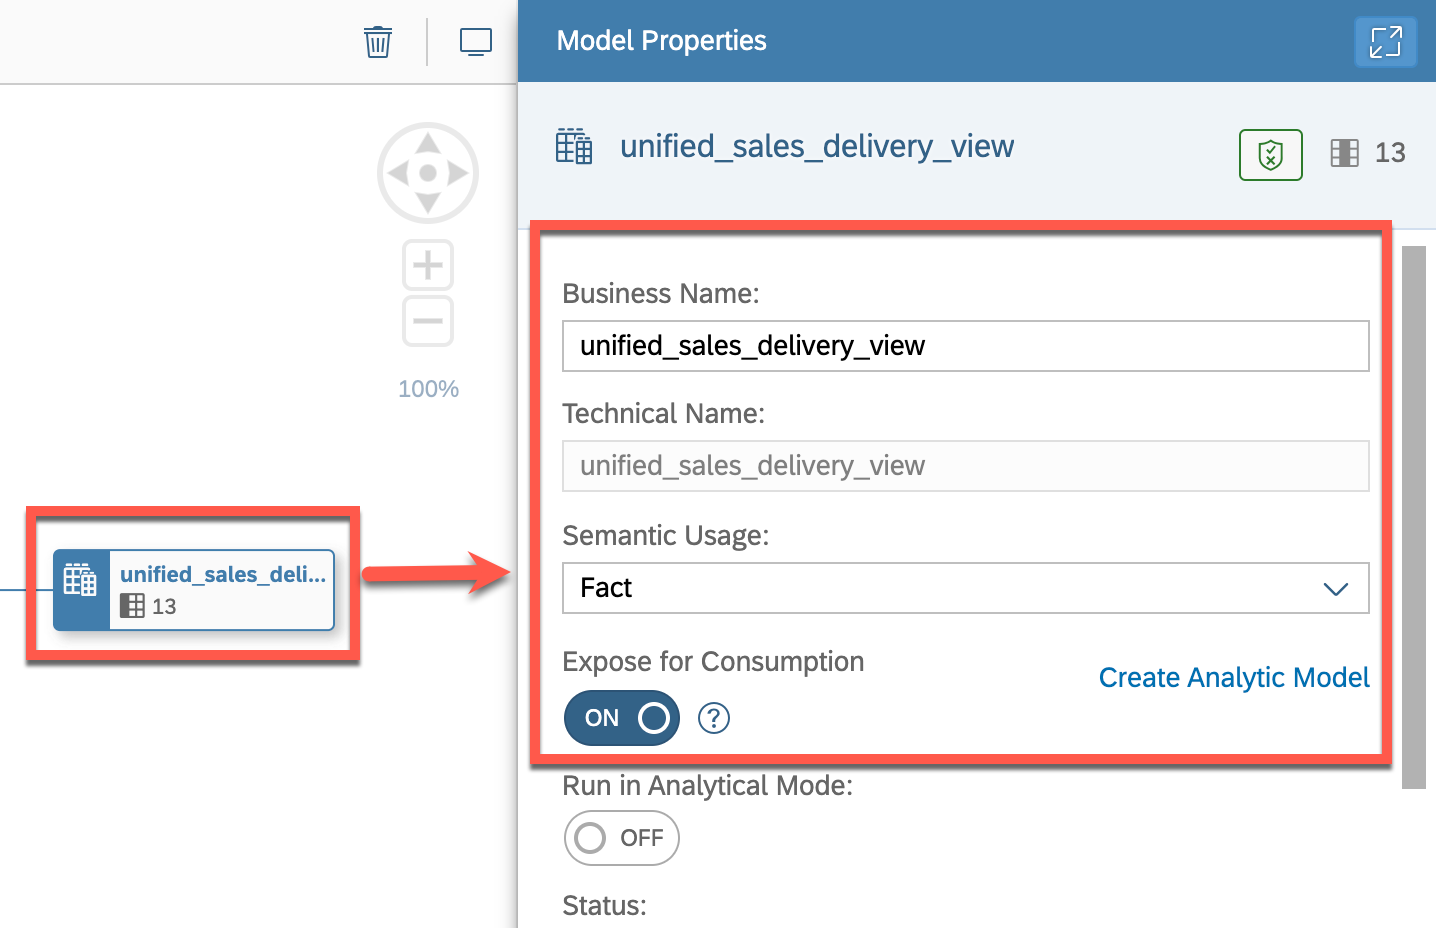 Model Properties
unified_sales_delivery_view
13
Business Name:
unified_sales_delivery_view
Technical Name:
unified_sales_delivery_view
Semantic Usage:
Fact
Expose for Consumption
Create Analytic Model
ON
?
Run in Analytical Mode:
OFF
Status:
100%
unified_sales_deli...
13